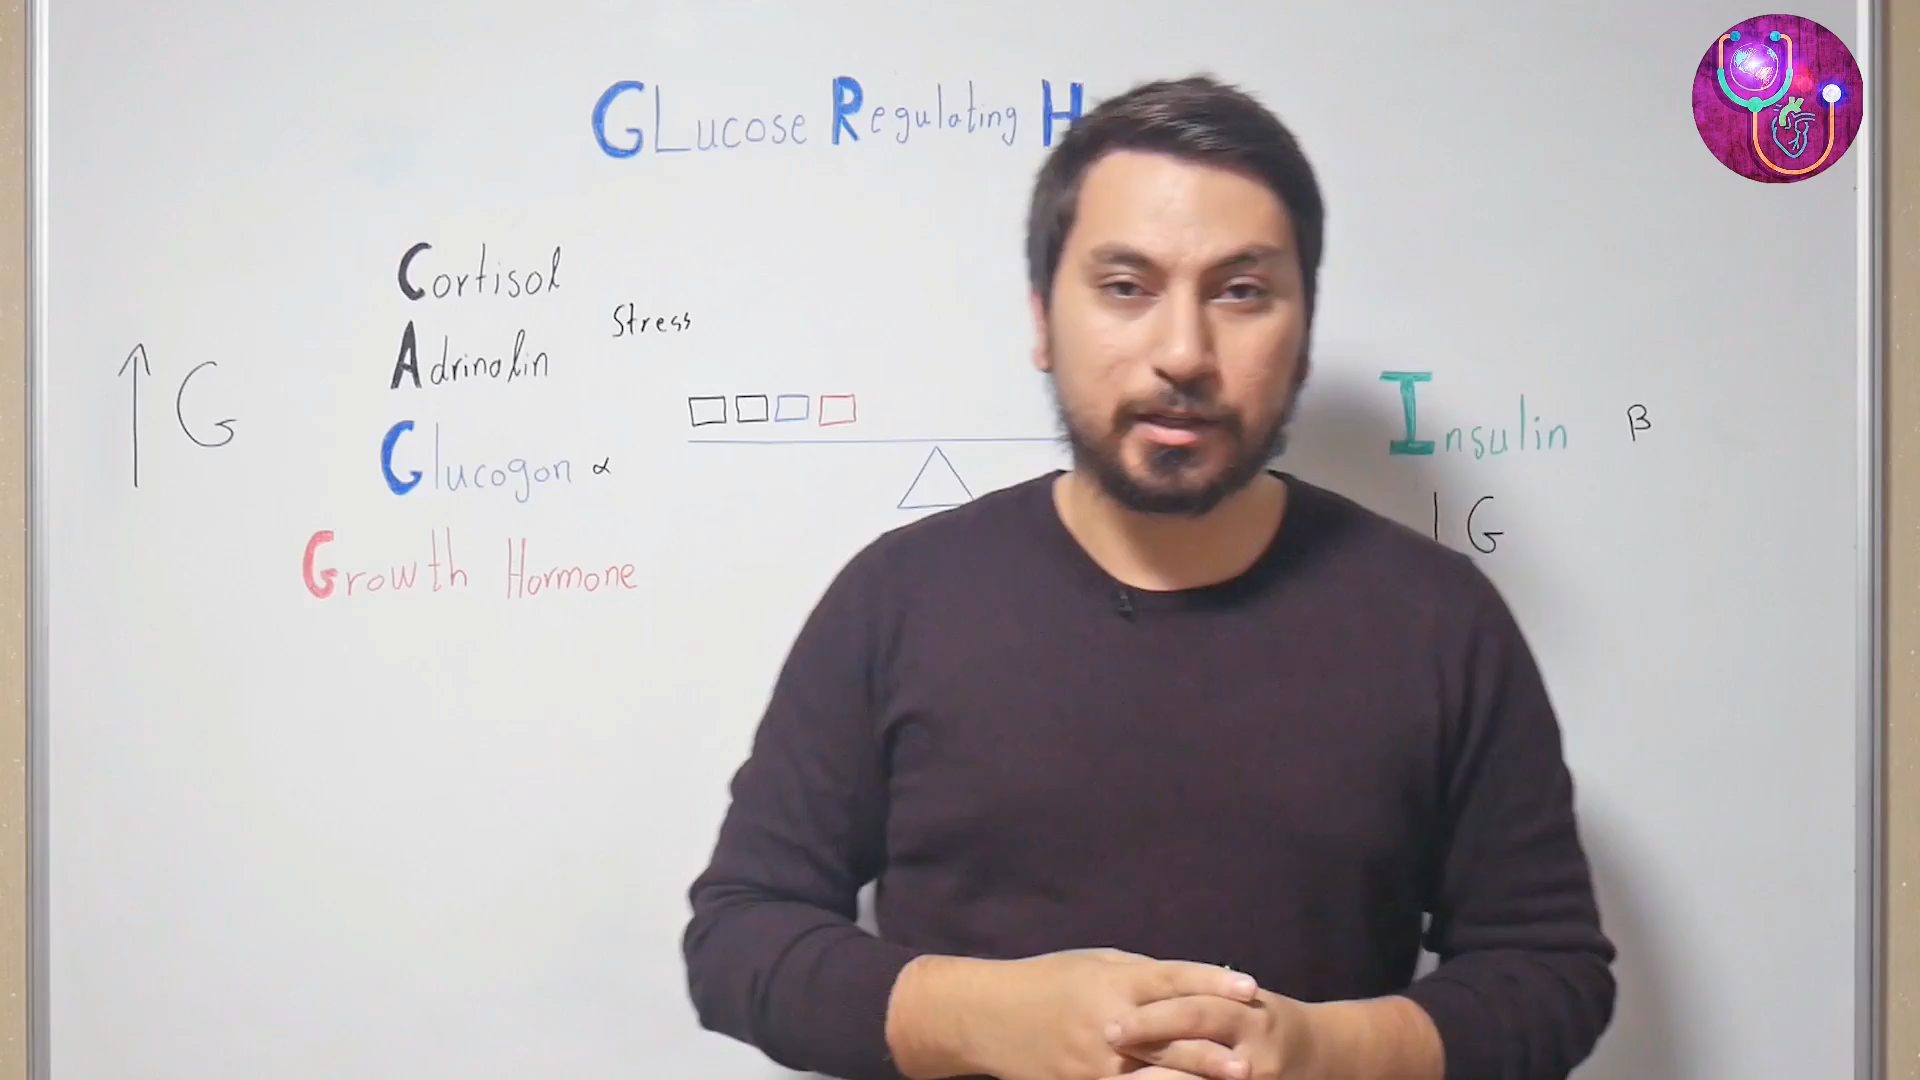 GLucose Regulating H
Cortisol
Stress
Adrinalin
↑ G
Glucogon α
Insulin β
G
Growth Hormone